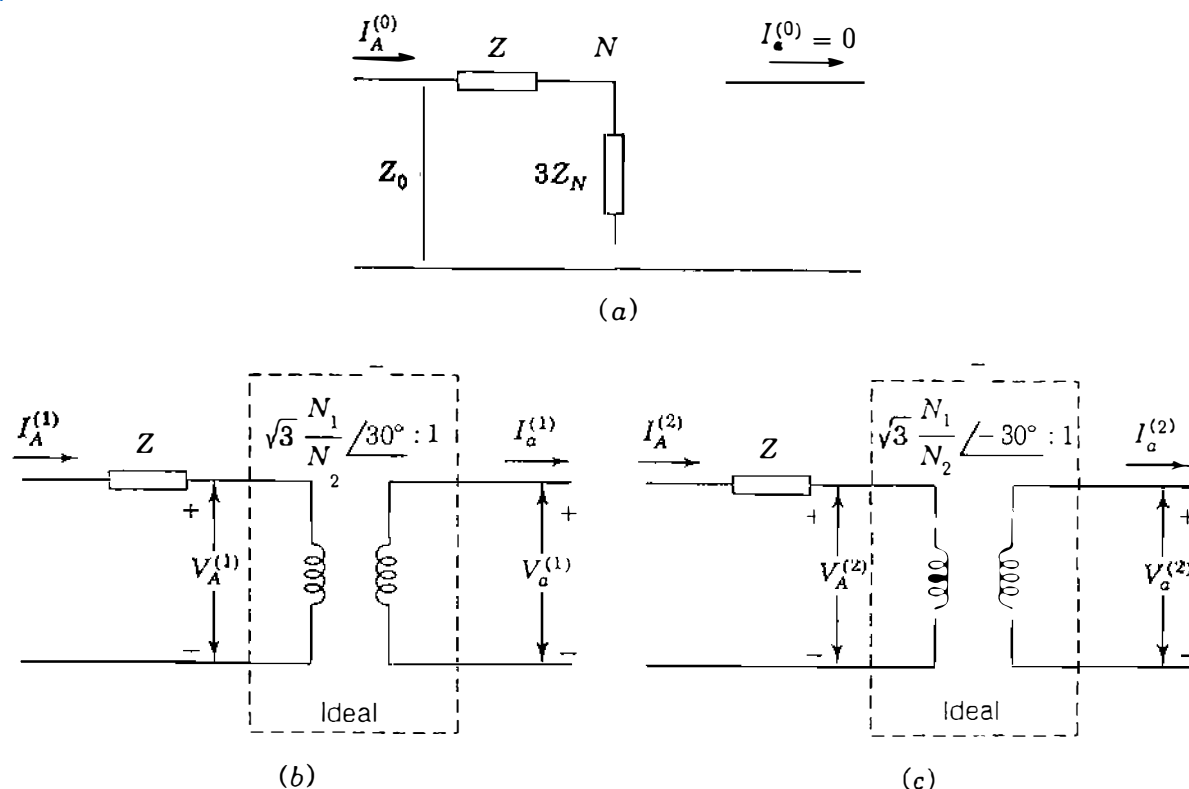 I_A^(0) Z N I_a^(0) = 0
Z_0 3Z_N
(a)
I_A^(1) Z √3 N_1/N_2 ∠30° : 1 I_a^(1)
+ +
V_A^(1) V_a^(1)
− −
Ideal
(b)
I_A^(2) Z √3 N_1/N_2 ∠−30° : 1 I_a^(2)
+ +
V_A^(2) V_a^(2)
− −
Ideal
(c)